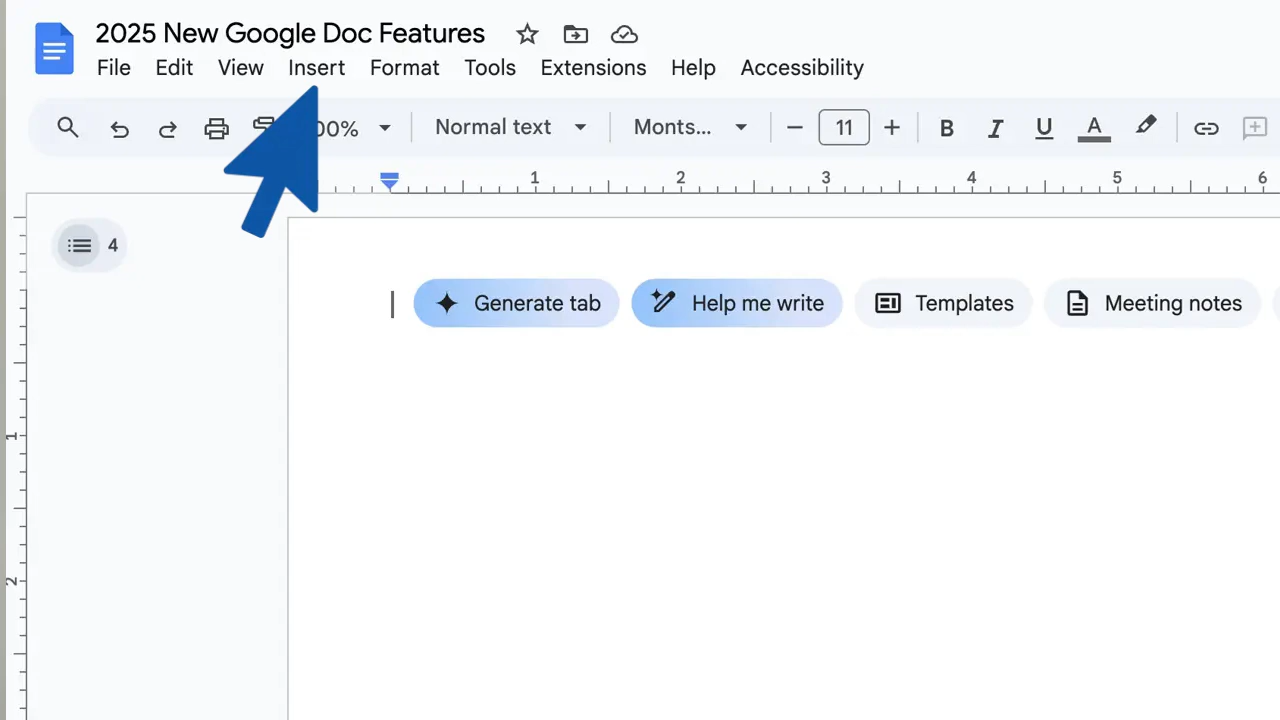 2025 New Google Doc Features
File Edit View Insert Format Tools Extensions Help Accessibility
00% Normal text Monts... 11 B I U A
1 2 3 4 5 6
4
Generate tab Help me write Templates Meeting notes
1
2